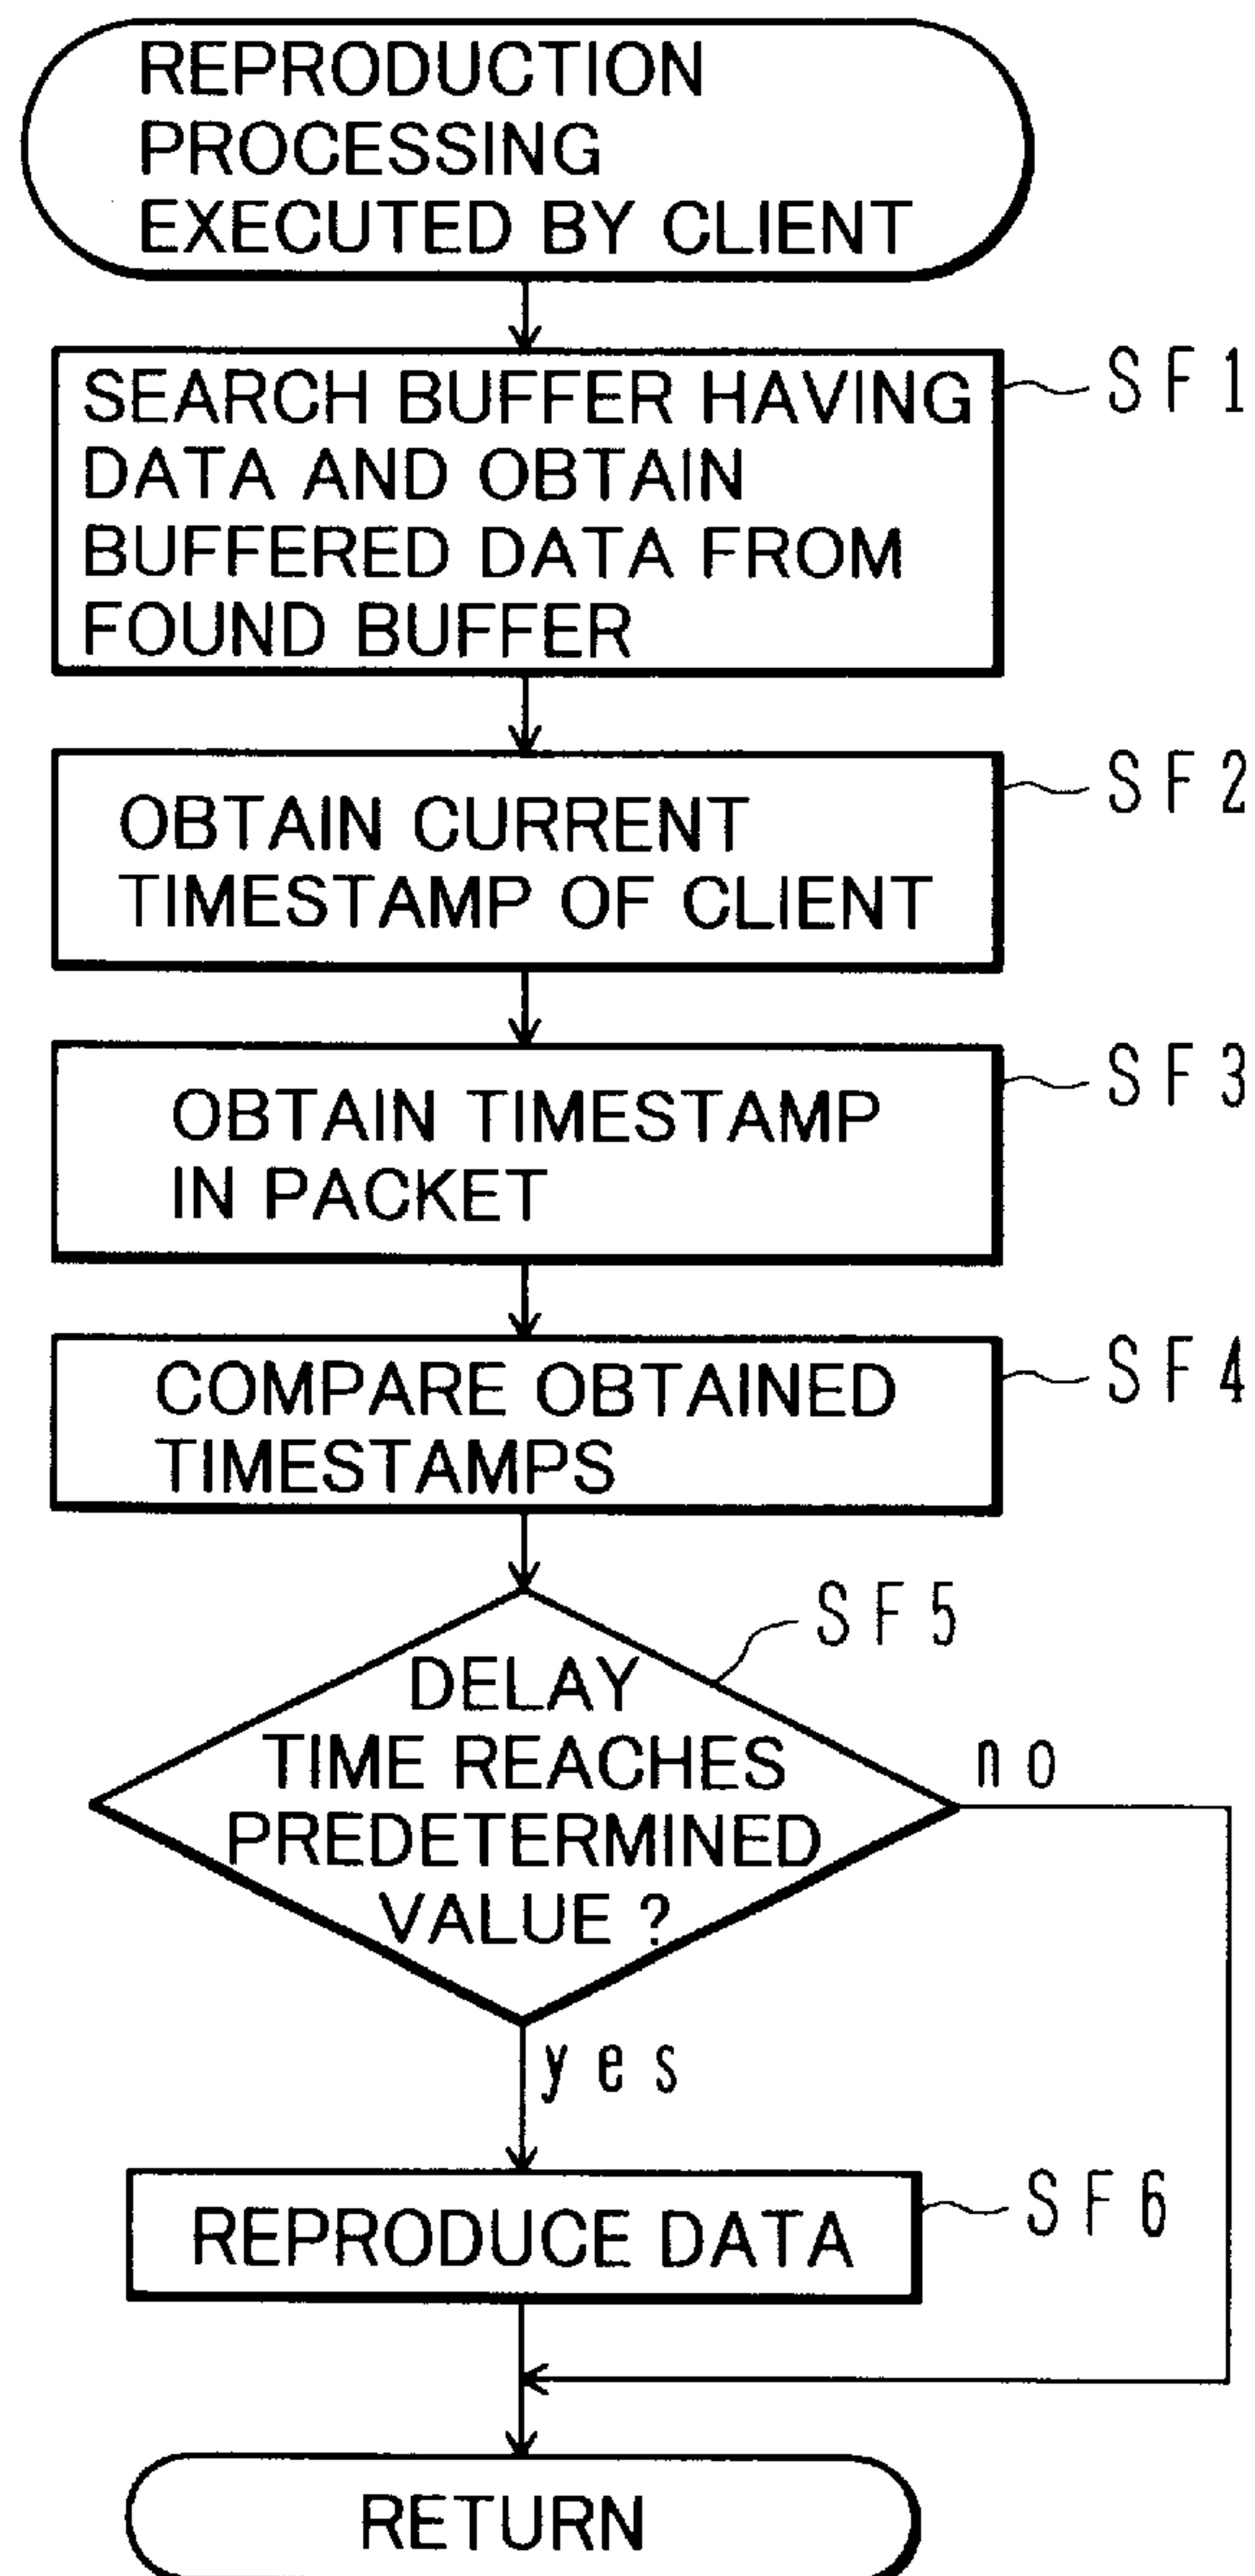 REPRODUCTION
PROCESSING
EXECUTED BY CLIENT
SEARCH BUFFER HAVING
DATA AND OBTAIN
BUFFERED DATA FROM
FOUND BUFFER
SF1
OBTAIN CURRENT
TIMESTAMP OF CLIENT
SF2
OBTAIN TIMESTAMP
IN PACKET
SF3
COMPARE OBTAINED
TIMESTAMPS
SF4
DELAY
TIME REACHES
PREDETERMINED
VALUE ?
SF5
no
yes
REPRODUCE DATA
SF6
RETURN